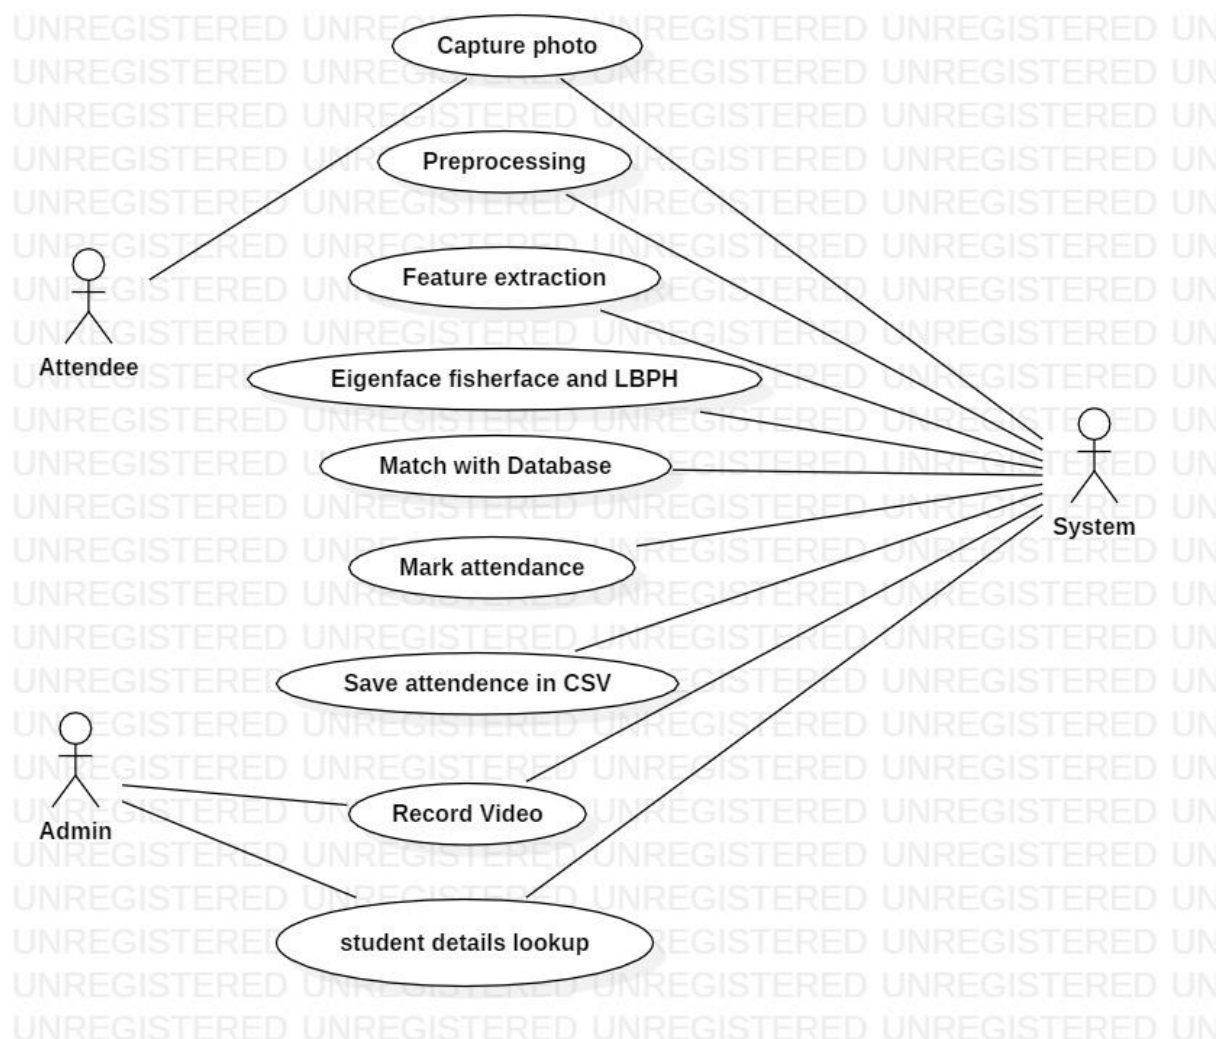 Capture photo
Preprocessing
Feature extraction
Attendee
Eigenface fisherface and LBPH
Match with Database
System
Mark attendance
Save attendence in CSV
Record Video
Admin
student details lookup
UNREGISTERED